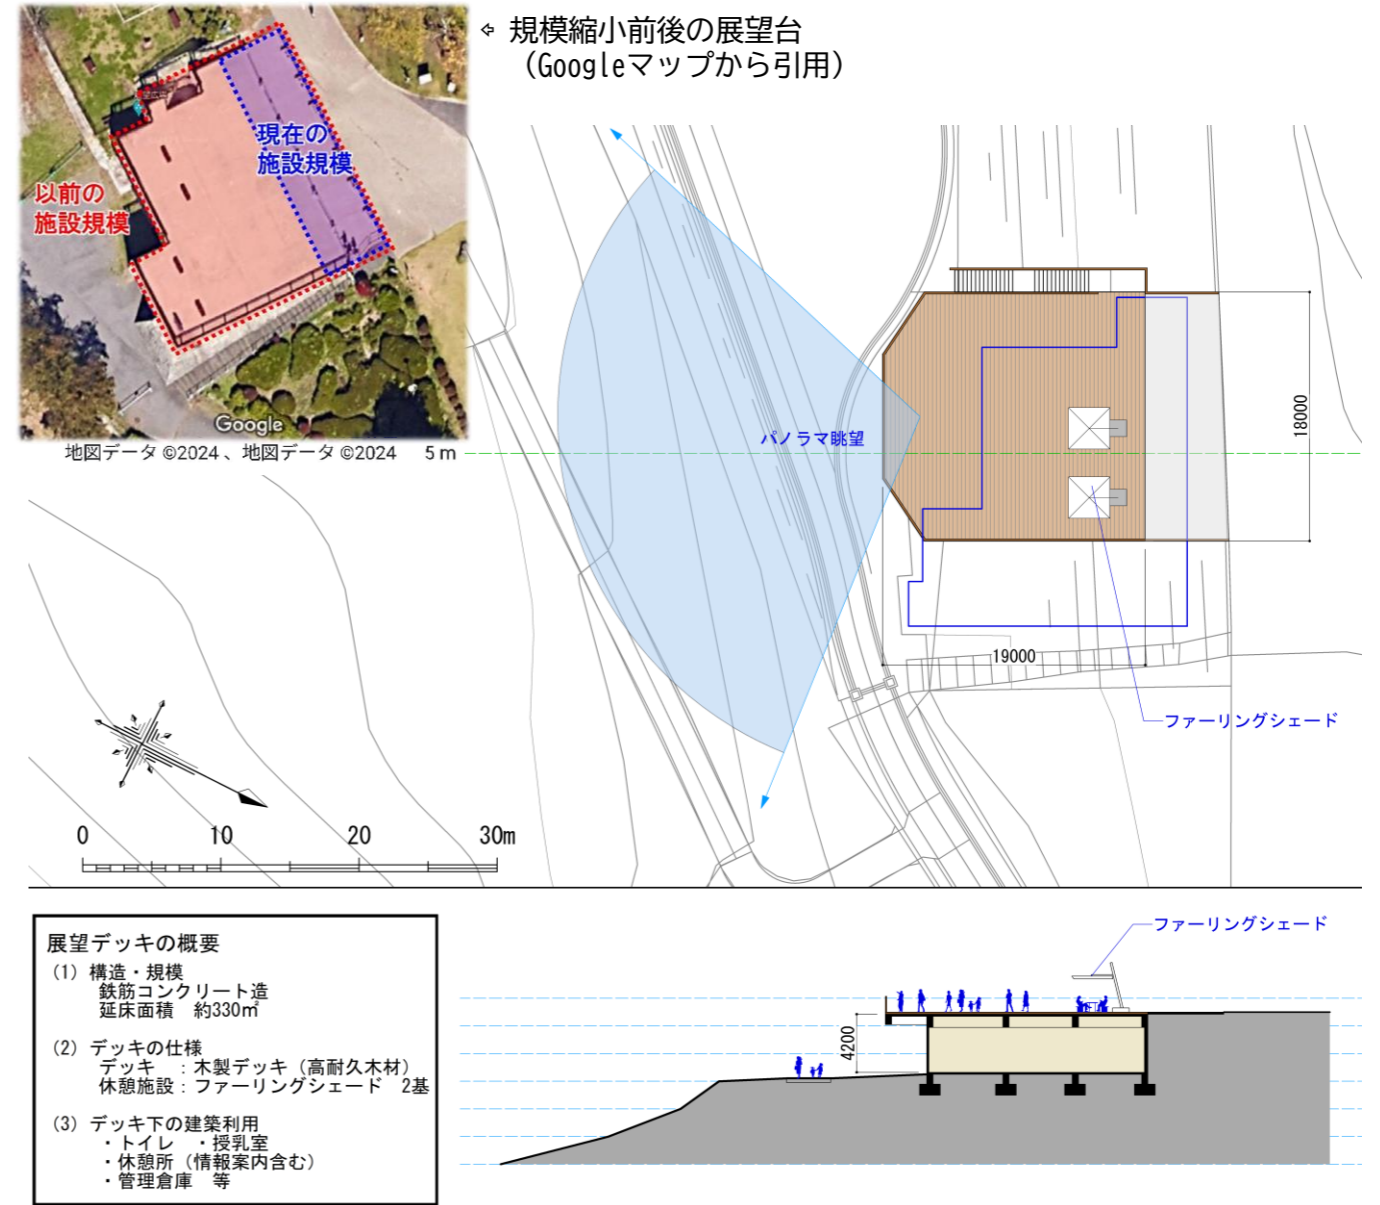 ⇦ 規模縮小前後の展望台
（Googleマップから引用）
現在の
施設規模
以前の
施設規模
Google
地図データ ©2024 、地図データ ©2024 5 m
パノラマ眺望
18000
19000
ファーリングシェード
0 10 20 30m
展望デッキの概要
(1) 構造・規模
鉄筋コンクリート造
延床面積 約330㎡
(2) デッキの仕様
デッキ ：木製デッキ（高耐久木材）
休憩施設：ファーリングシェード 2基
(3) デッキ下の建築利用
・トイレ ・授乳室
・休憩所（情報案内含む）
・管理倉庫 等
ファーリングシェード
4200